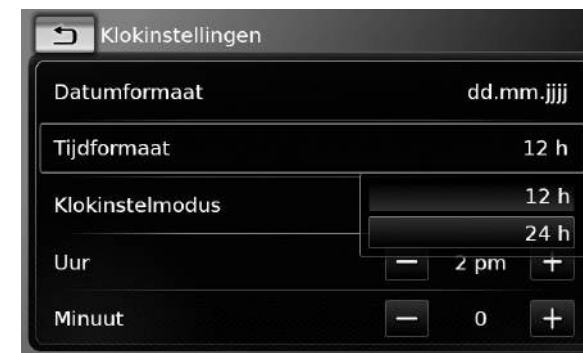 Klokinstellingen
Datumformaat dd.mm.jjjj
Tijdformaat 12 h
Klokinstelmodus 12 h
24 h
Uur — 2 pm +
Minuut — 0 +